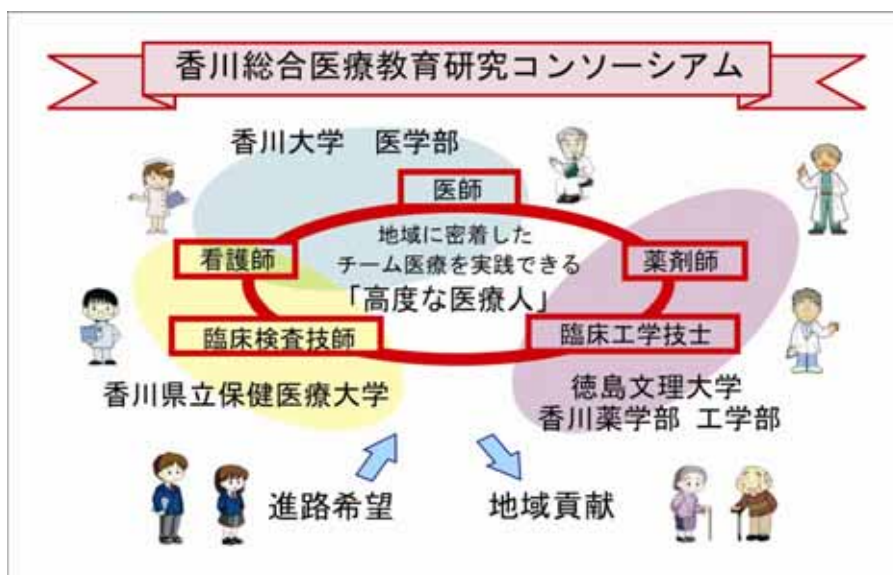 香川総合医療教育研究コンソーシアム
香川大学 医学部
医師
地域に密着した
チーム医療を実践できる
「高度な医療人」
看護師
薬剤師
臨床検査技師
臨床工学技士
香川県立保健医療大学
徳島文理大学
香川薬学部 工学部
進路希望
地域貢献